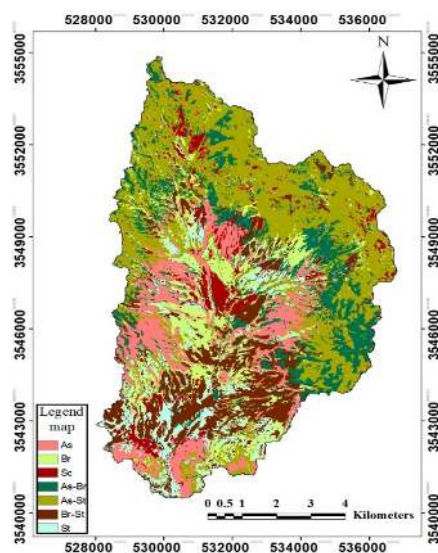 528000 530000 532000 534000 536000
3555000 3555000
N
3552000 3552000
3549000 3549000
3546000 3546000
3543000 3543000
3540000 3540000
Legend
map
As
Br
Sc
As-Br
As-St
Br-St
St
0 0.5 1 2 3 4
Kilometers
528000 530000 532000 534000 536000